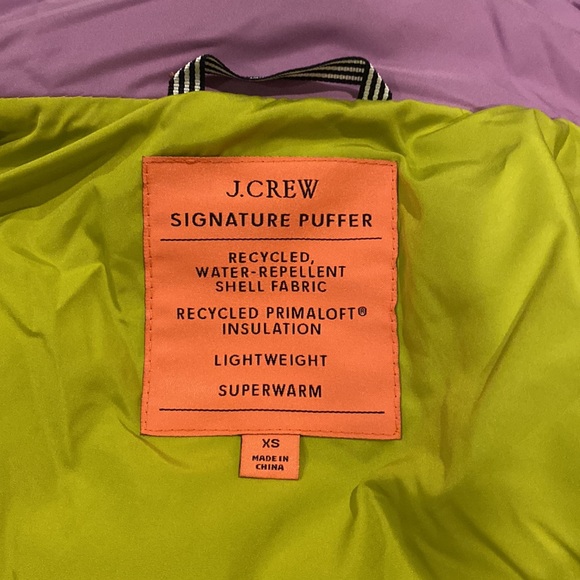 J.CREW
SIGNATURE PUFFER
RECYCLED,
WATER-REPELLENT
SHELL FABRIC
RECYCLED PRIMALOFT®
INSULATION
LIGHTWEIGHT
SUPERWARM
XS
MADE IN
CHINA